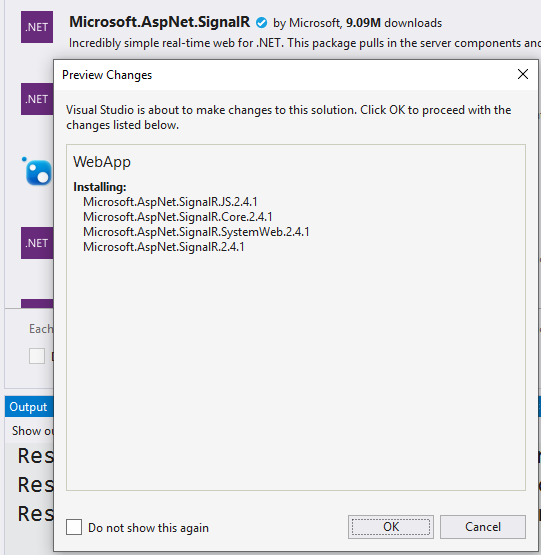 .NET
Microsoft.AspNet.SignalR by Microsoft, 9.09M downloads
Incredibly simple real-time web for .NET. This package pulls in the server components and
Preview Changes
.NET
Visual Studio is about to make changes to this solution. Click OK to proceed with the
changes listed below.
WebApp
Installing:
Microsoft.AspNet.SignalR.JS.2.4.1
Microsoft.AspNet.SignalR.Core.2.4.1
Microsoft.AspNet.SignalR.SystemWeb.2.4.1
Microsoft.AspNet.SignalR.2.4.1
.NET
Each
Output
Show ou
Res
Res
Res
Do not show this again
OK
Cancel